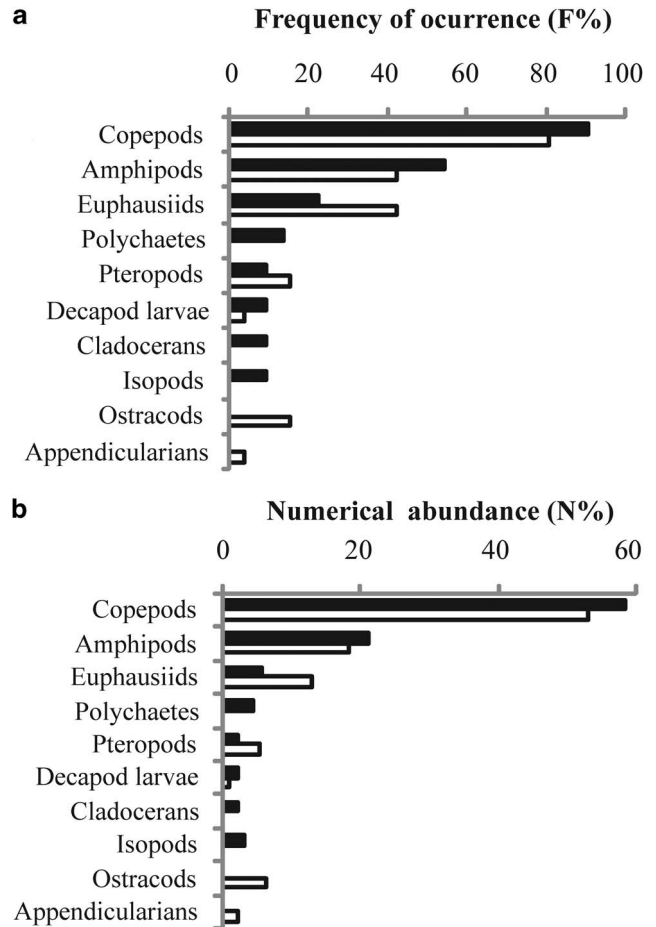 a
Frequency of ocurrence (F%)
0 20 40 60 80 100
Copepods
Amphipods
Euphausiids
Polychaetes
Pteropods
Decapod larvae
Cladocerans
Isopods
Ostracods
Appendicularians
b
Numerical abundance (N%)
0 20 40 60
Copepods
Amphipods
Euphausiids
Polychaetes
Pteropods
Decapod larvae
Cladocerans
Isopods
Ostracods
Appendicularians